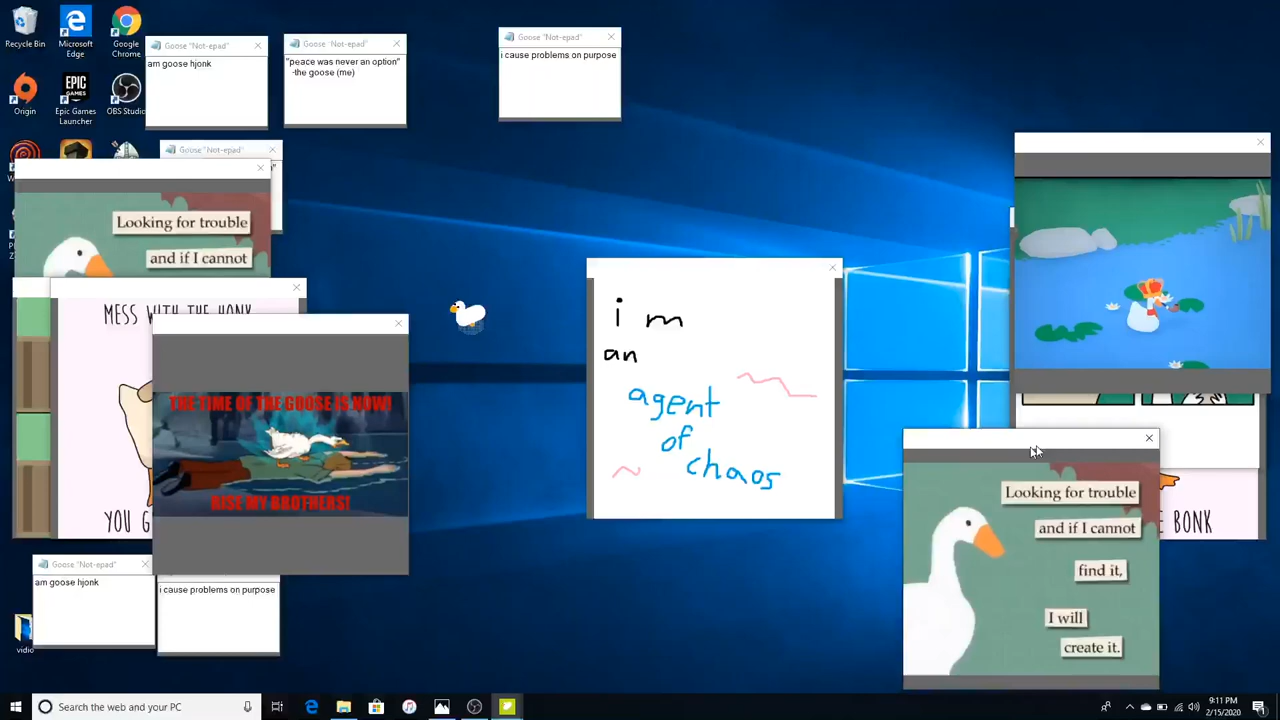 Recycle Bin
Microsoft Edge
Google Chrome
Origin
Epic Games Launcher
OBS Studio
Goose "Not-epad"
am goose hjonk
Goose "Not-epad"
"peace was never an option"
-the goose (me)
Goose "Not-epad"
i cause problems on purpose
Goose "Not-epad"
Looking for trouble
and if I cannot
MESS WITH THE HONK
YOU G
THE TIME OF THE GOOSE IS NOW!
RISE MY BROTHERS!
i m
an
agent
of
chaos
Looking for trouble
and if I cannot
find it,
I will
create it.
BONK
Goose "Not-epad"
am goose hjonk
i cause problems on purpose
vidio
Search the web and your PC
9:11 PM
2/15/2020